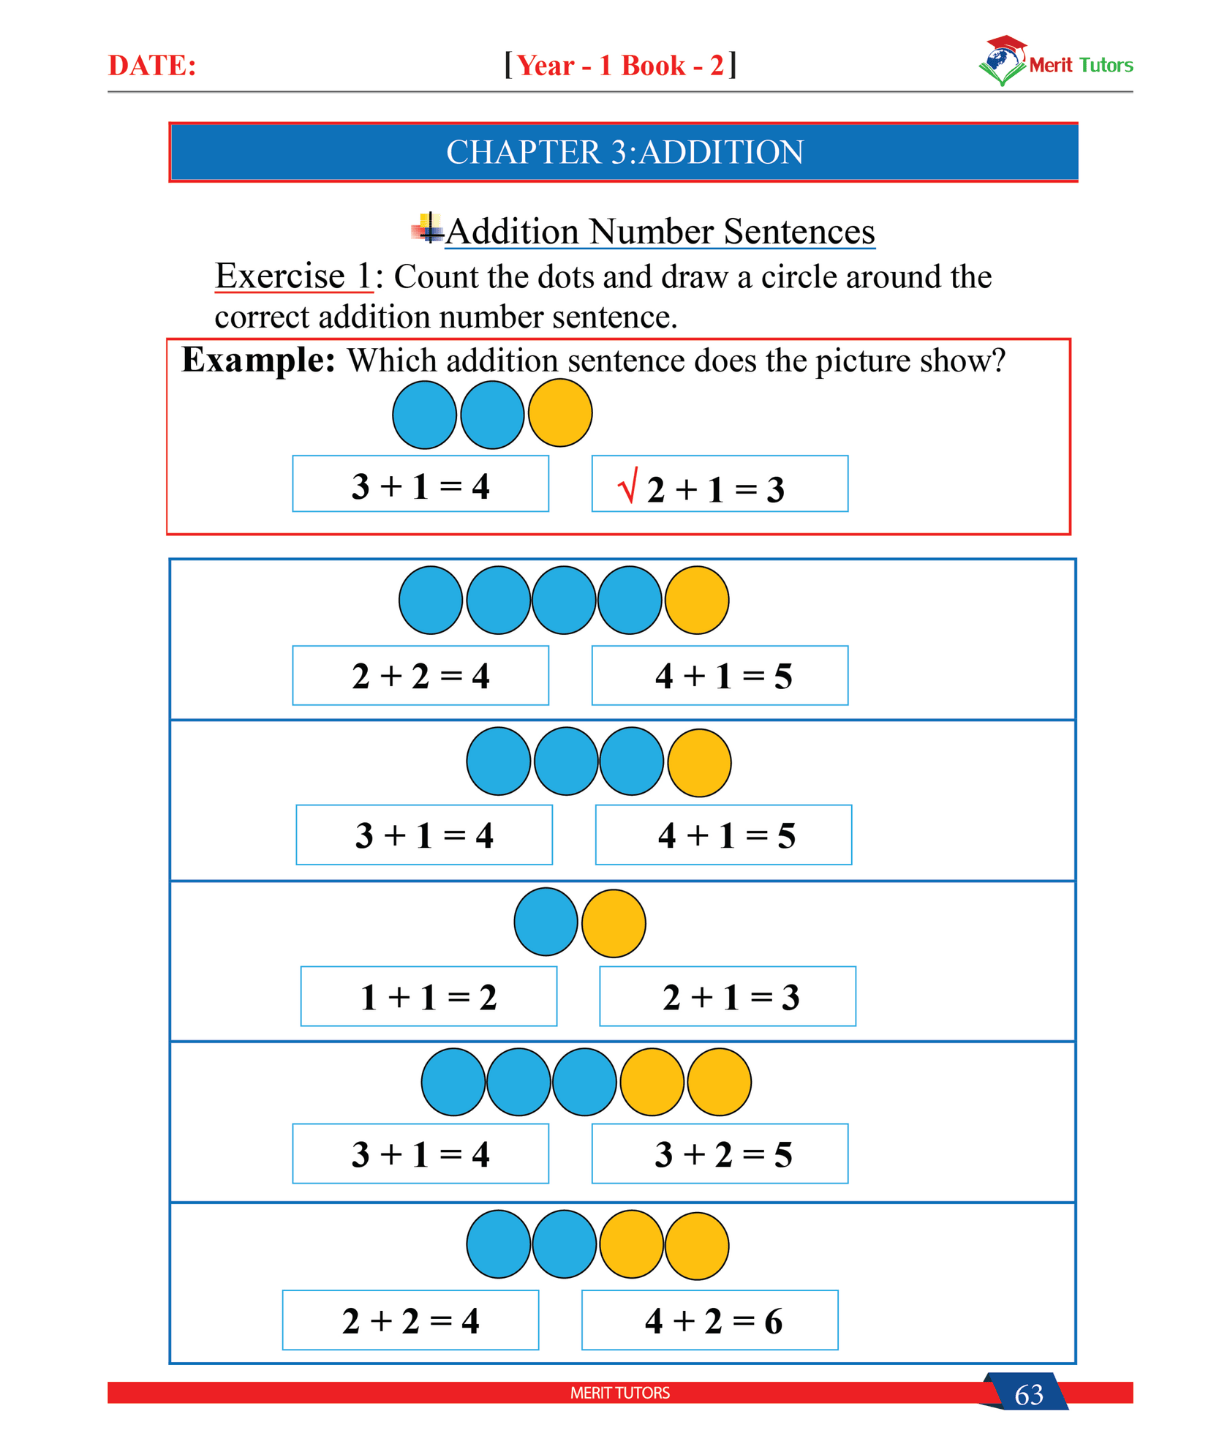 DATE:
[Year - 1 Book - 2]
Merit Tutors
CHAPTER 3:ADDITION
Addition Number Sentences
Exercise 1: Count the dots and draw a circle around the
correct addition number sentence.
Example: Which addition sentence does the picture show?
3 + 1 = 4
√ 2 + 1 = 3
2 + 2 = 4
4 + 1 = 5
3 + 1 = 4
4 + 1 = 5
1 + 1 = 2
2 + 1 = 3
3 + 1 = 4
3 + 2 = 5
2 + 2 = 4
4 + 2 = 6
MERIT TUTORS
63